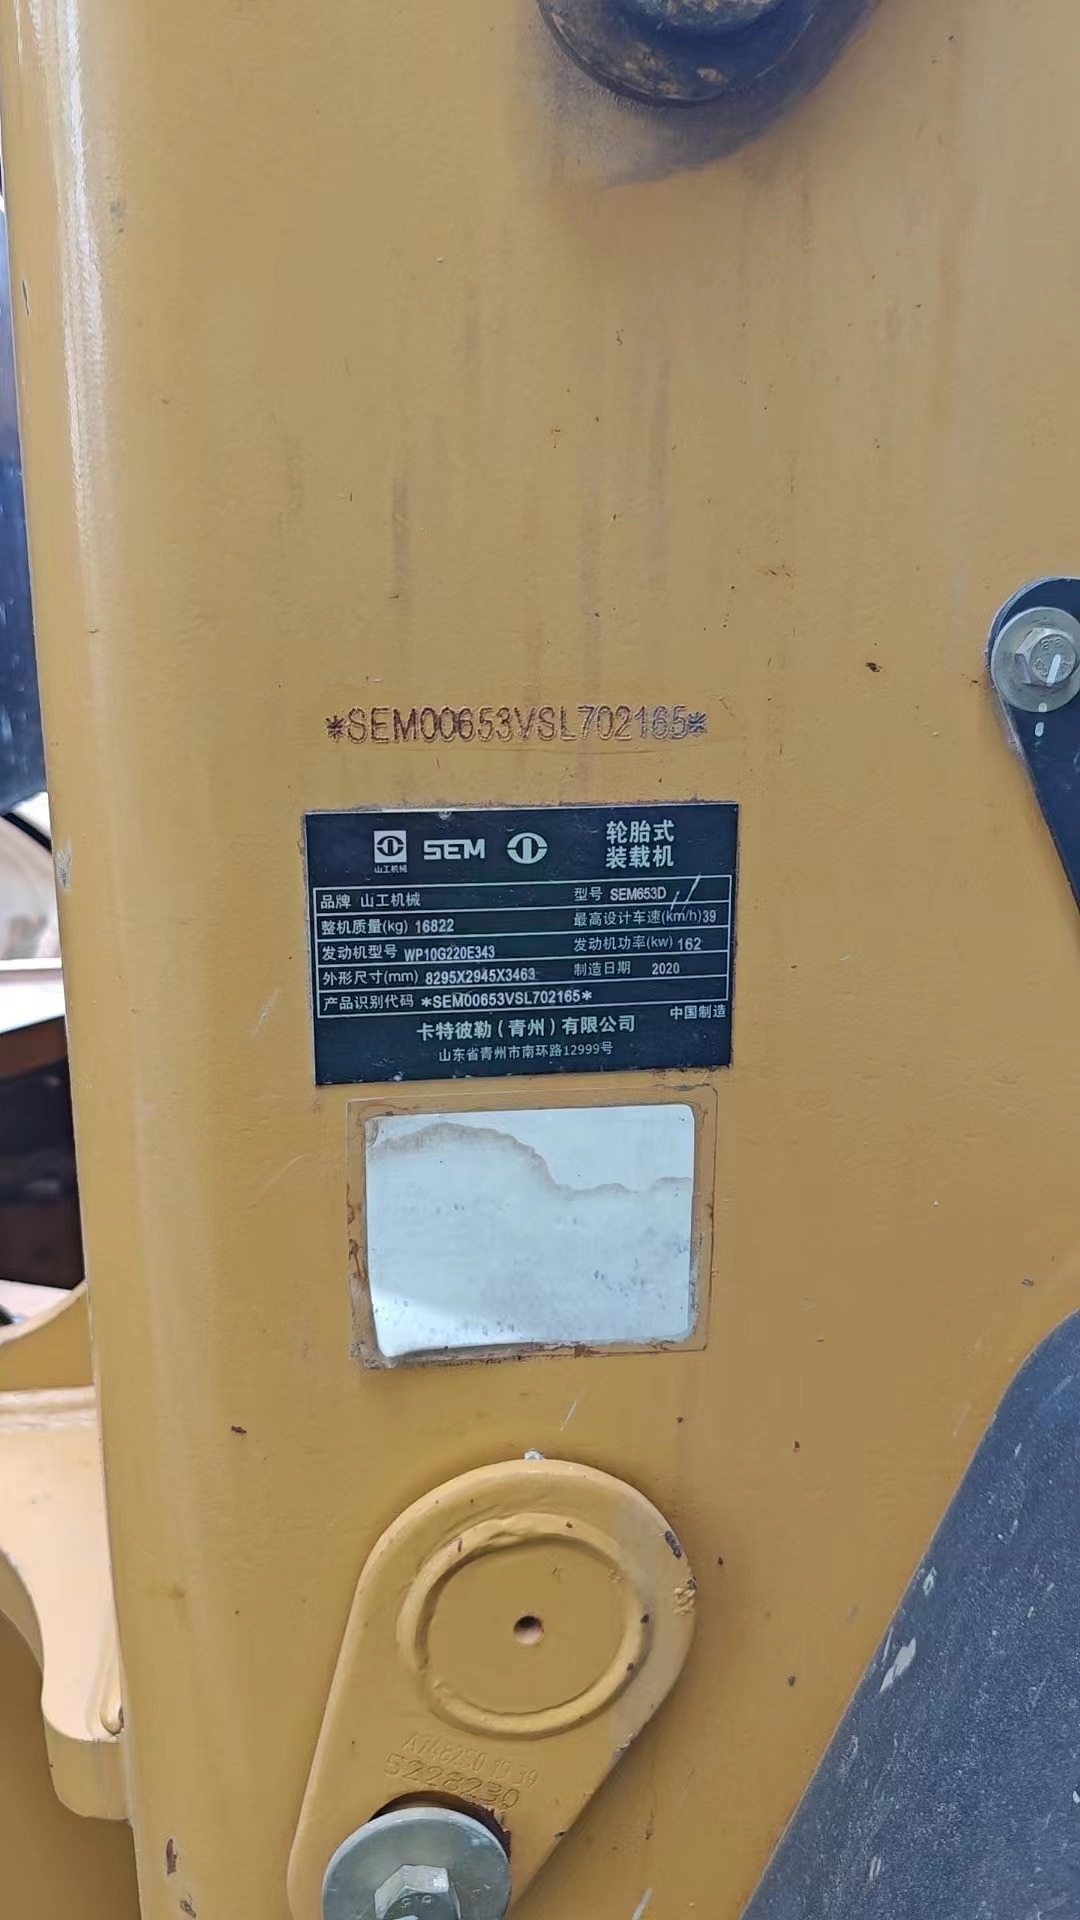 *SEM00653VSL702165*
山工机械 SEM
轮胎式
装载机
品牌 山工机械 型号 SEM653D
整机质量(kg) 16822 最高设计车速(km/h)39
发动机型号 WP10G220E343 发动机功率(kw) 162
外形尺寸(mm) 8295X2945X3463 制造日期 2020
产品识别代码 *SEM00653VSL702165*
卡特彼勒(青州)有限公司 中国制造
山东省青州市南环路12999号
5228230